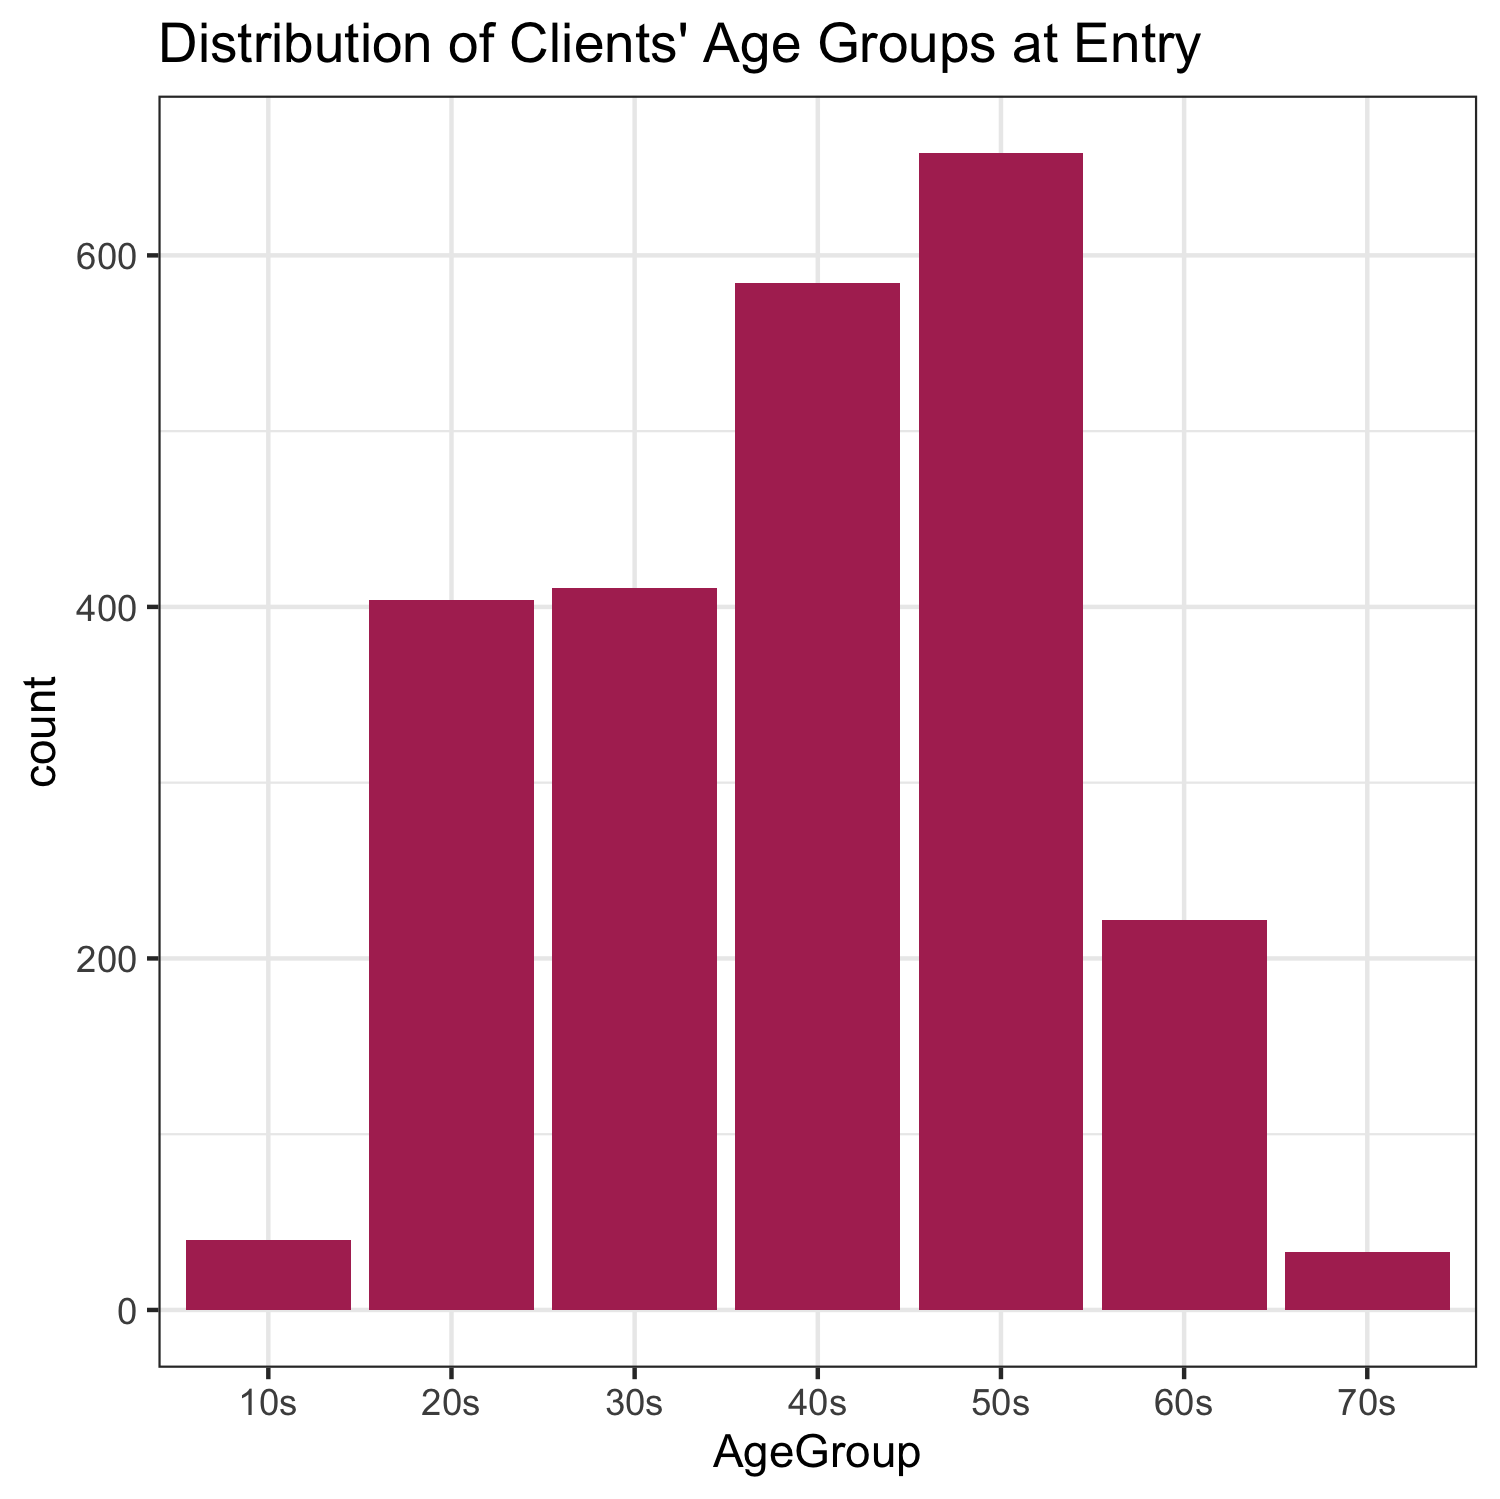 Distribution of Clients' Age Groups at Entry
600
400
200
0
count
10s 20s 30s 40s 50s 60s 70s
AgeGroup